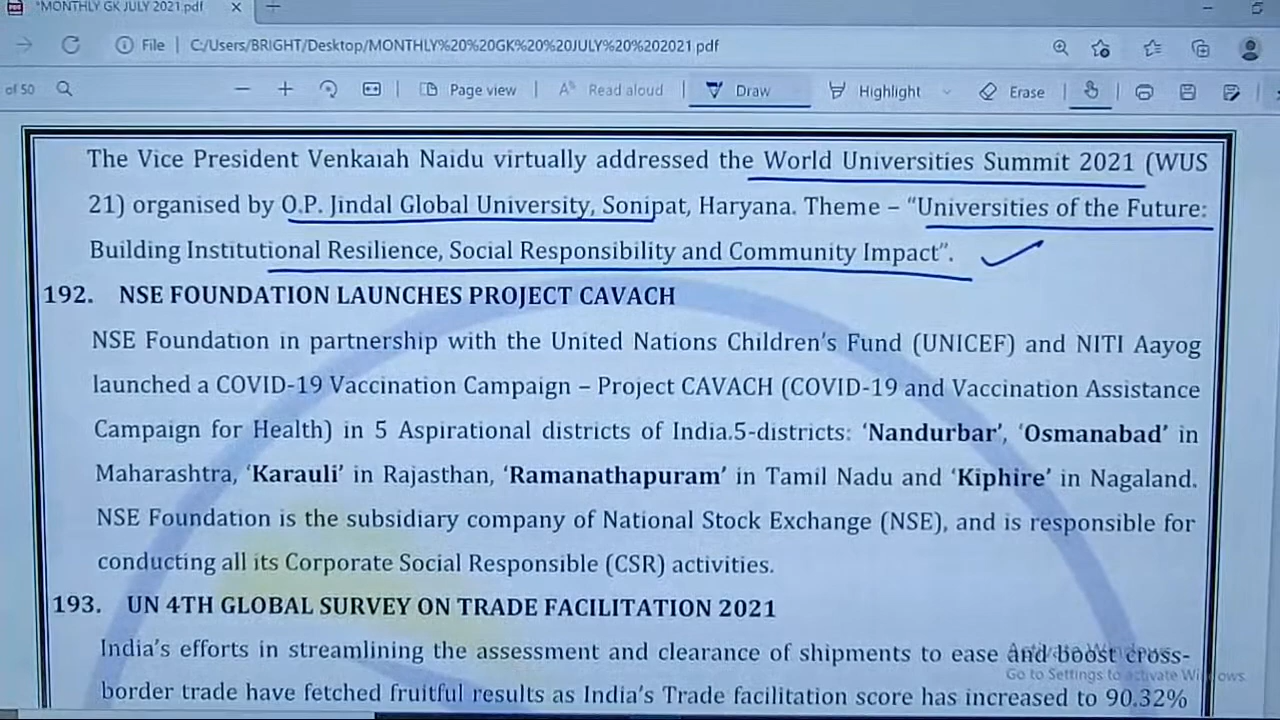 *MONTHLY GK JULY 2021.pdf
File | C:/Users/BRIGHT/Desktop/MONTHLY%20%20GK%20%20JULY%20%202021.pdf
of 50
Page view
Read aloud
Draw
Highlight
Erase
The Vice President Venkaiah Naidu virtually addressed the World Universities Summit 2021 (WUS
21) organised by O.P. Jindal Global University, Sonipat, Haryana. Theme – “Universities of the Future:
Building Institutional Resilience, Social Responsibility and Community Impact”.
192. NSE FOUNDATION LAUNCHES PROJECT CAVACH
NSE Foundation in partnership with the United Nations Children’s Fund (UNICEF) and NITI Aayog
launched a COVID-19 Vaccination Campaign – Project CAVACH (COVID-19 and Vaccination Assistance
Campaign for Health) in 5 Aspirational districts of India.5-districts: ‘Nandurbar’, ‘Osmanabad’ in
Maharashtra, ‘Karauli’ in Rajasthan, ‘Ramanathapuram’ in Tamil Nadu and ‘Kiphire’ in Nagaland.
NSE Foundation is the subsidiary company of National Stock Exchange (NSE), and is responsible for
conducting all its Corporate Social Responsible (CSR) activities.
193. UN 4TH GLOBAL SURVEY ON TRADE FACILITATION 2021
India’s efforts in streamlining the assessment and clearance of shipments to ease and boost cross-
border trade have fetched fruitful results as India’s Trade facilitation score has increased to 90.32%
Activate Windows
Go to Settings to activate Windows.